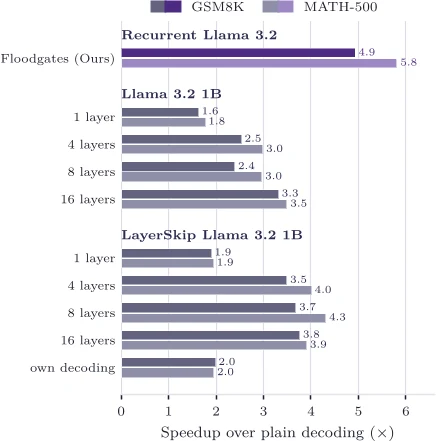 GSM8K MATH-500
Recurrent Llama 3.2
Floodgates (Ours) 4.9
5.8
Llama 3.2 1B
1 layer 1.6
1.8
4 layers 2.5
3.0
8 layers 2.4
3.0
16 layers 3.3
3.5
LayerSkip Llama 3.2 1B
1 layer 1.9
1.9
4 layers 3.5
4.0
8 layers 3.7
4.3
16 layers 3.8
3.9
own decoding 2.0
2.0
0 1 2 3 4 5 6
Speedup over plain decoding (×)